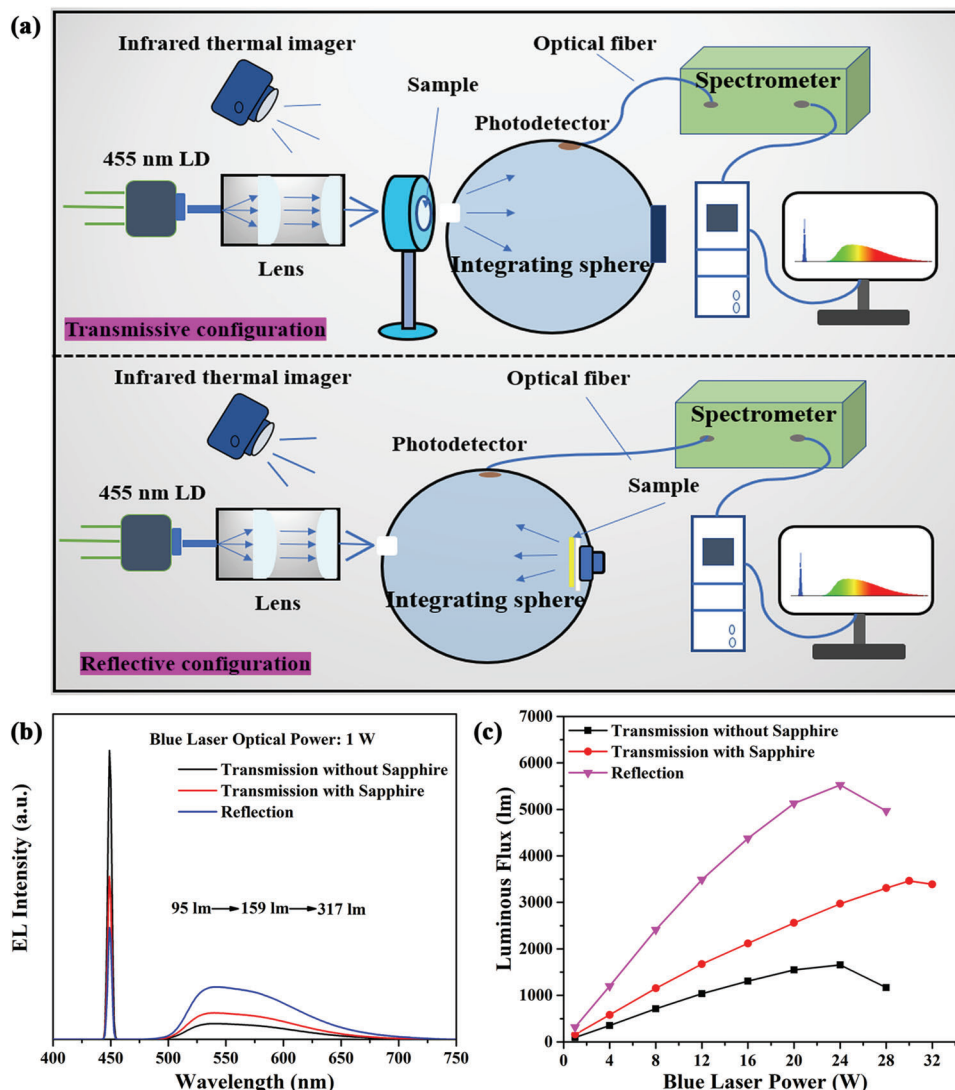 (a)
Infrared thermal imager
Optical fiber
Spectrometer
Sample
Photodetector
455 nm LD
Lens
Integrating sphere
Transmissive configuration
Infrared thermal imager
Optical fiber
Spectrometer
Photodetector
Sample
455 nm LD
Lens
Integrating sphere
Reflective configuration
(b)
Blue Laser Optical Power: 1 W
Transmission without Sapphire
Transmission with Sapphire
Reflection
95 lm→159 lm→317 lm
EL Intensity (a.u.)
400 450 500 550 600 650 700 750
Wavelength (nm)
(c)
7000
6000
5000
4000
3000
2000
1000
0
Transmission without Sapphire
Transmission with Sapphire
Reflection
Luminous Flux (lm)
4 8 12 16 20 24 28 32
Blue Laser Power (W)